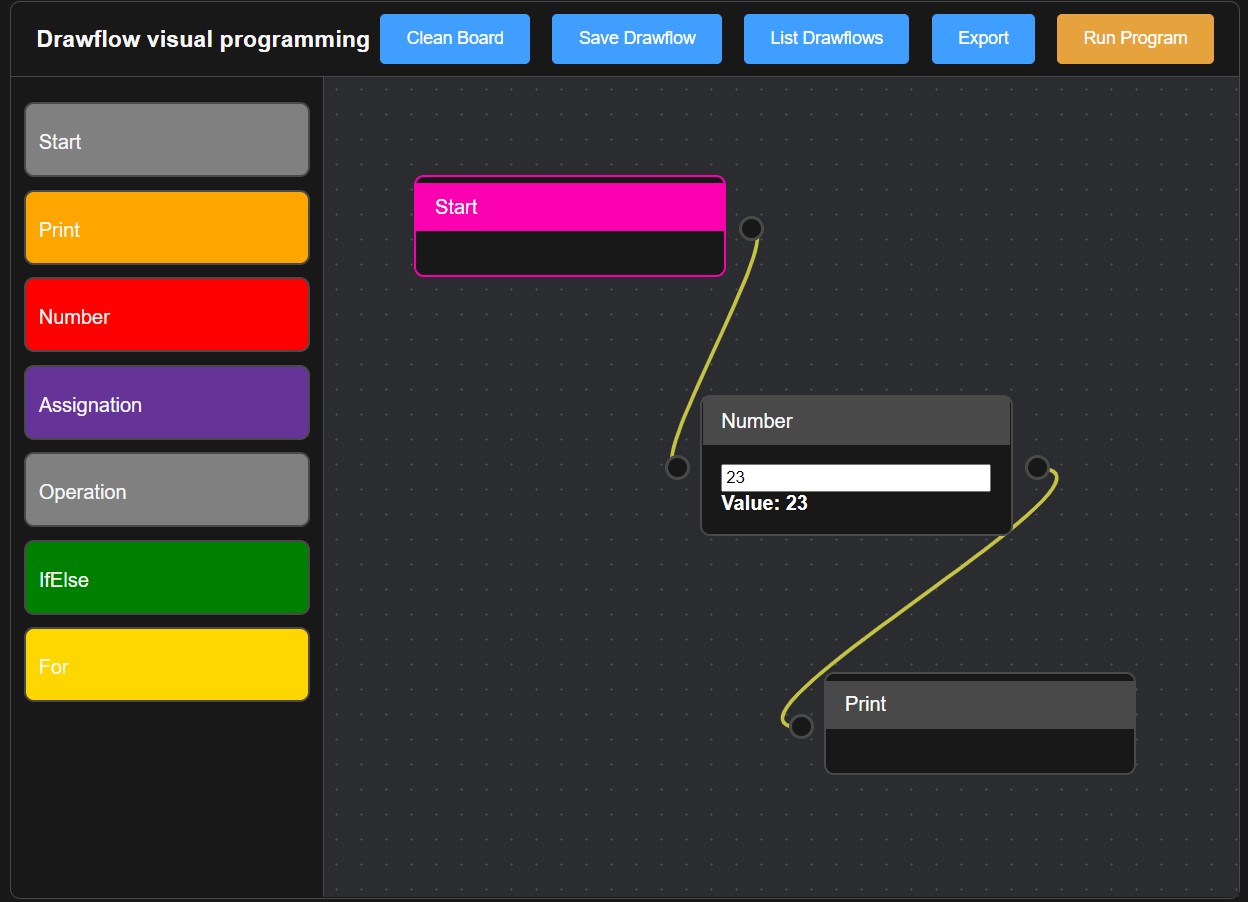 Drawflow visual programming
Clean Board
Save Drawflow
List Drawflows
Export
Run Program
Start
Print
Number
Assignation
Operation
IfElse
For
Start
Number
23
Value: 23
Print